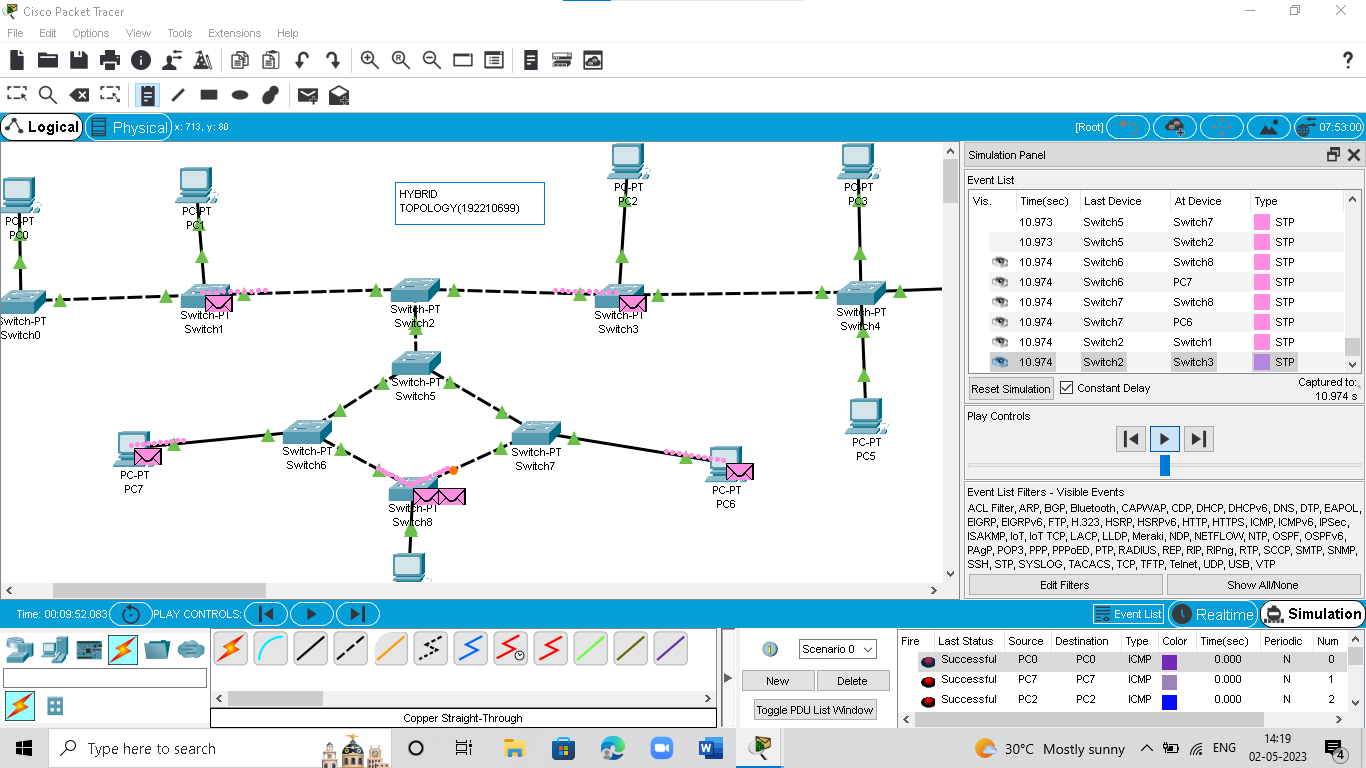 Cisco Packet Tracer
File Edit Options View Tools Extensions Help
?
Logical
Physical
x: 713, y: 80
[Root]
07:53:00
HYBRID
TOPOLOGY(192210699)
PC-PT
PC0
PC-PT
PC1
PC-PT
PC2
PC-PT
PC3
Switch-PT
Switch0
Switch-PT
Switch1
Switch-PT
Switch2
Switch-PT
Switch3
Switch-PT
Switch4
Switch-PT
Switch5
Switch-PT
Switch6
Switch-PT
Switch7
Switch-PT
Switch8
PC-PT
PC7
PC-PT
PC6
PC-PT
PC5
Simulation Panel
Event List
Vis. Time(sec) Last Device At Device Type
10.973 Switch5 Switch7 STP
10.973 Switch5 Switch2 STP
10.974 Switch6 Switch8 STP
10.974 Switch6 PC7 STP
10.974 Switch7 Switch8 STP
10.974 Switch7 PC6 STP
10.974 Switch2 Switch1 STP
10.974 Switch2 Switch3 STP
Reset Simulation
Constant Delay
Captured to:
10.974 s
Play Controls
Event List Filters - Visible Events
ACL Filter, ARP, BGP, Bluetooth, CAPWAP, CDP, DHCP, DHCPv6, DNS, DTP, EAPOL,
EIGRP, EIGRPv6, FTP, H.323, HSRP, HSRPv6, HTTP, HTTPS, ICMP, ICMPv6, IPSec,
ISAKMP, IoT, IoT TCP, LACP, LLDP, Meraki, NDP, NETFLOW, NTP, OSPF, OSPFv6,
PAgP, POP3, PPP, PPPoED, PTP, RADIUS, REP, RIP, RIPng, RTP, SCCP, SMTP, SNMP,
SSH, STP, SYSLOG, TACACS, TCP, TFTP, Telnet, UDP, USB, VTP
Edit Filters
Show All/None
Time: 00:09:52.083
PLAY CONTROLS:
Event List
Realtime
Simulation
Copper Straight-Through
Scenario 0
New
Delete
Toggle PDU List Window
Fire Last Status Source Destination Type Color Time(sec) Periodic Num
Successful PC0 PC0 ICMP 0.000 N 0
Successful PC7 PC7 ICMP 0.000 N 1
Successful PC2 PC2 ICMP 0.000 N 2
Type here to search
30°C Mostly sunny
ENG
14:19
02-05-2023
4